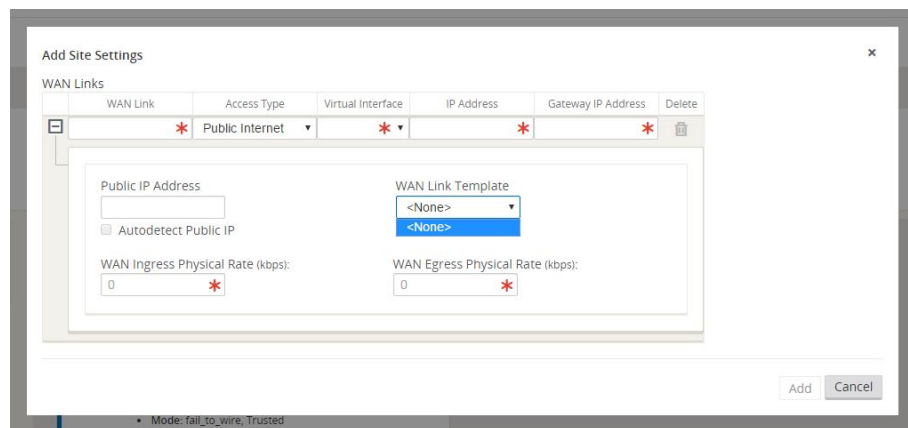 Add Site Settings ×
WAN Links
WAN Link Access Type Virtual Interface IP Address Gateway IP Address Delete
* Public Internet * * *
Public IP Address WAN Link Template
<None>
Autodetect Public IP <None>
WAN Ingress Physical Rate (kbps): WAN Egress Physical Rate (kbps):
0 * 0 *
Add Cancel
• Mode: fail_to_wire, Trusted